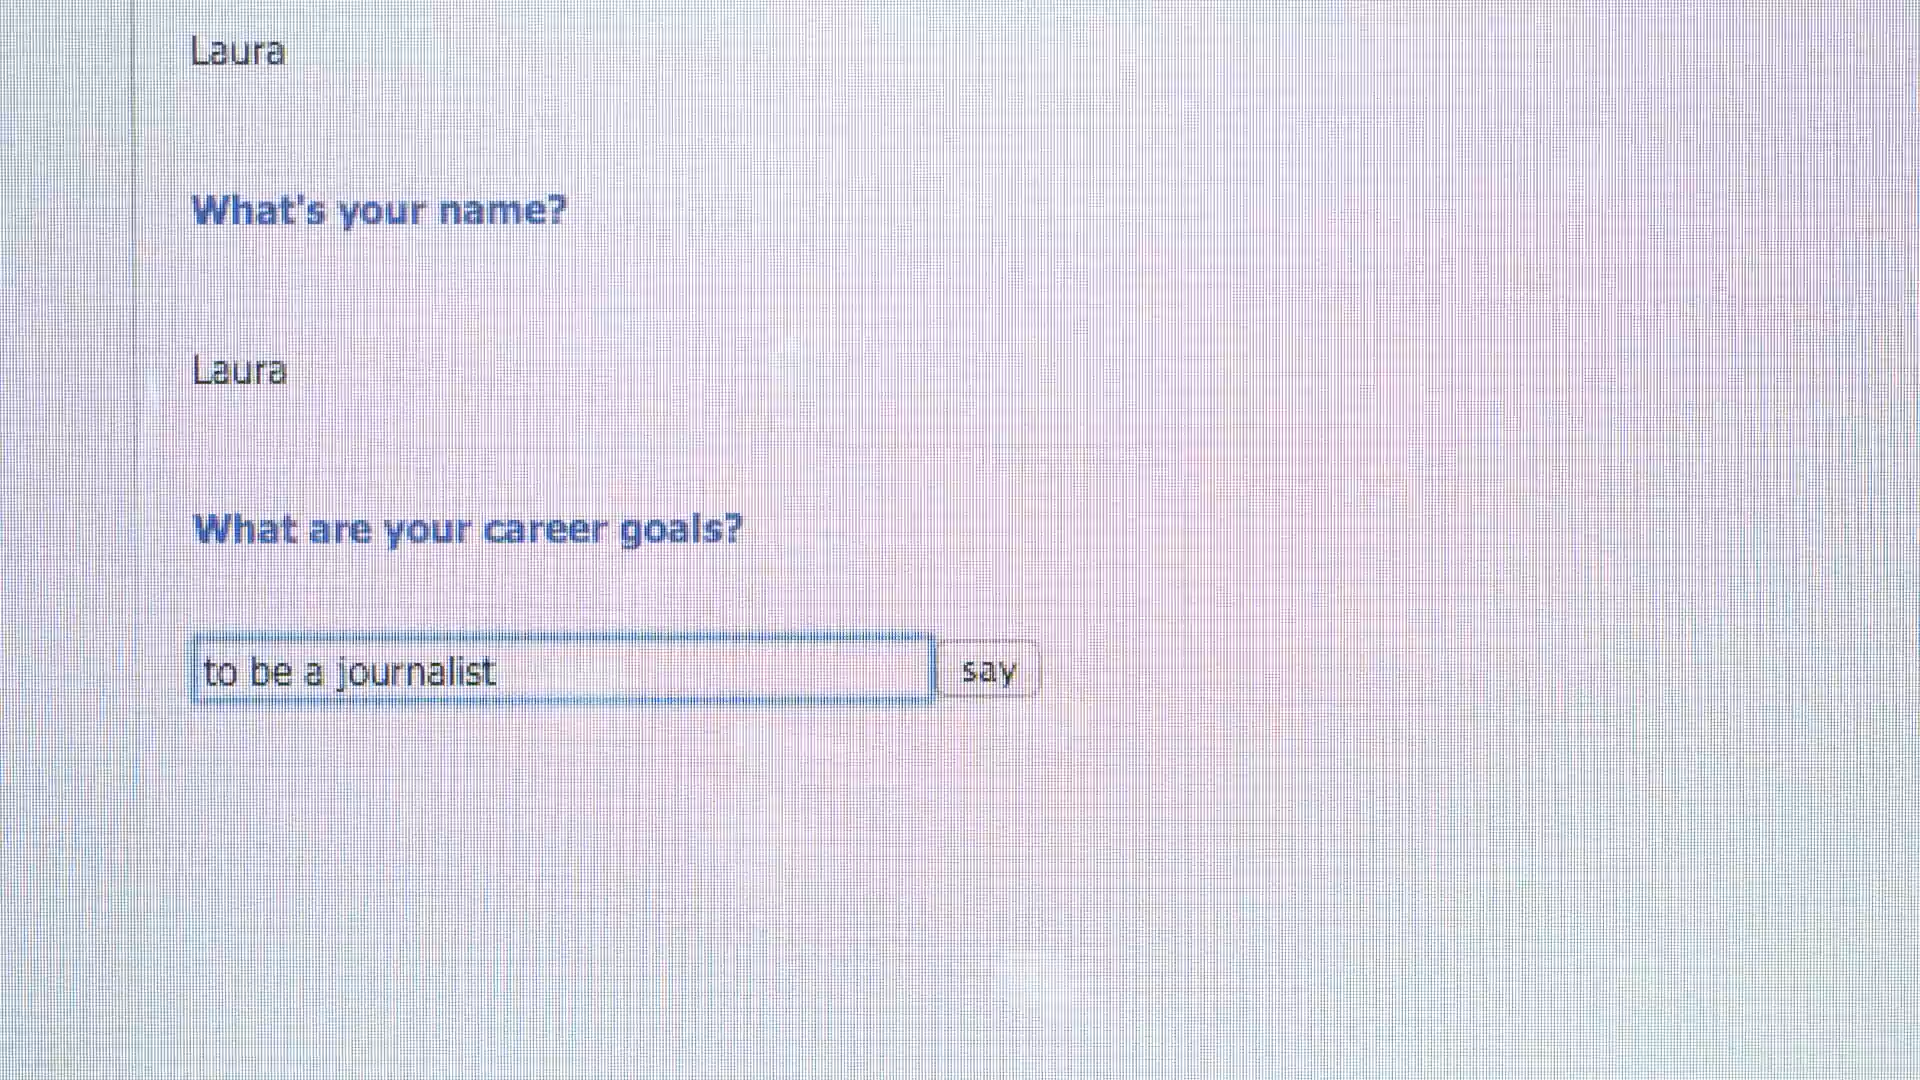 Laura
What's your name?
Laura
What are your career goals?
to be a journalist
say